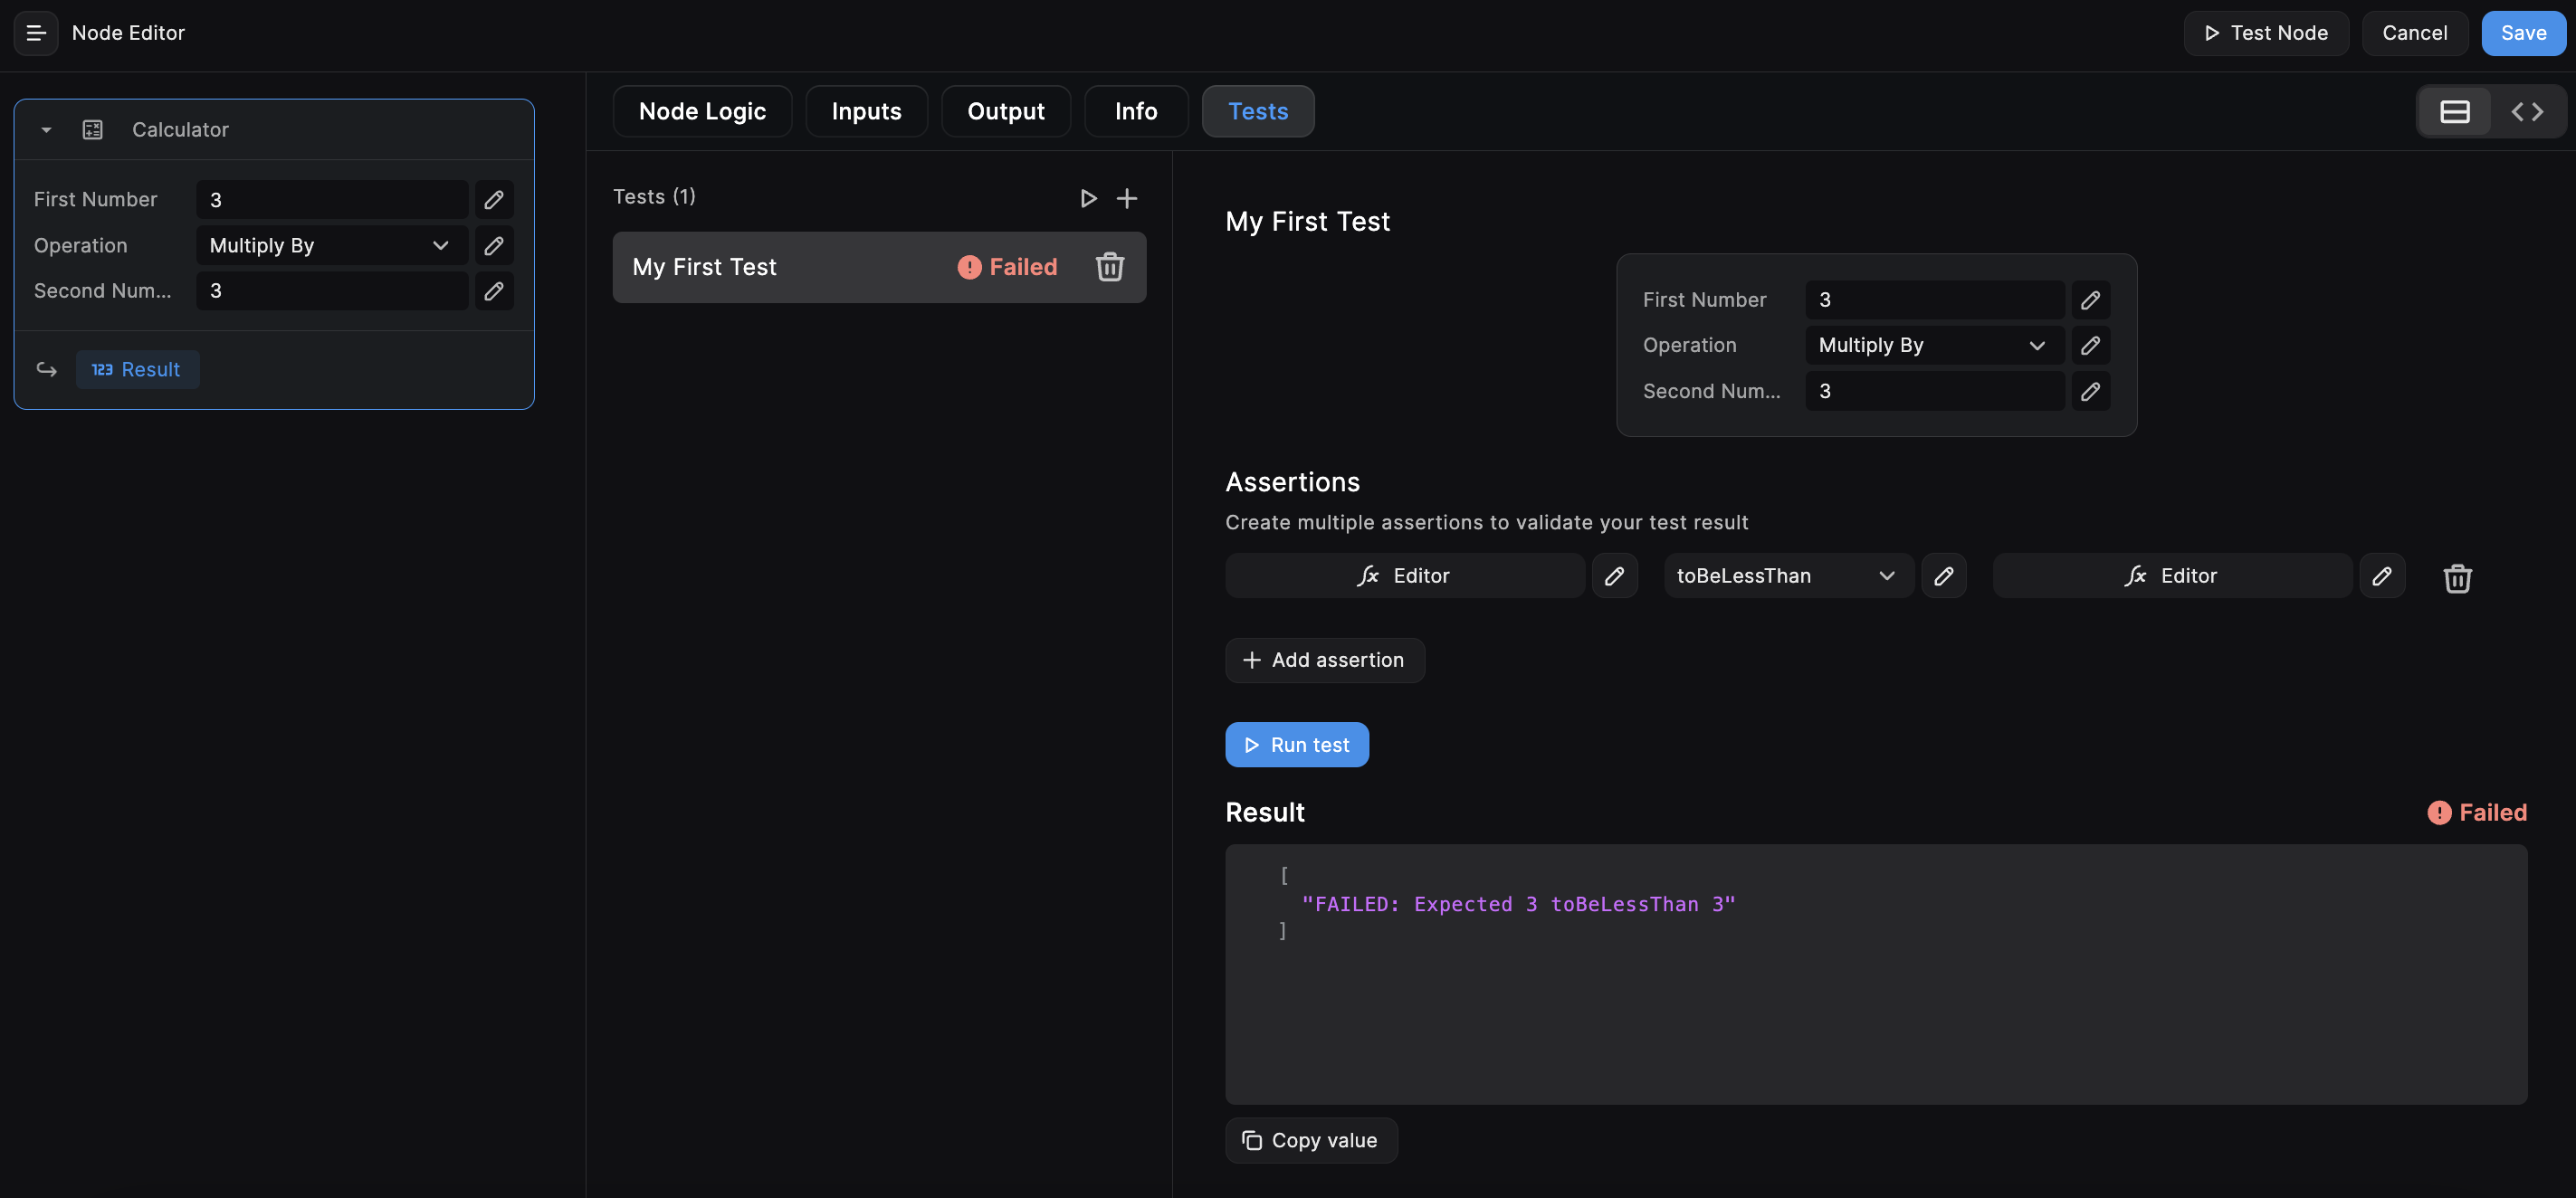 Node Editor
Test Node
Cancel
Save
Calculator
First Number
3
Operation
Multiply By
Second Num...
3
123 Result
Node Logic
Inputs
Output
Info
Tests
Tests (1)
My First Test
Failed
My First Test
First Number
3
Operation
Multiply By
Second Num...
3
Assertions
Create multiple assertions to validate your test result
fx Editor
toBeLessThan
fx Editor
Add assertion
Run test
Result
Failed
[
"FAILED: Expected 3 toBeLessThan 3"
]
Copy value